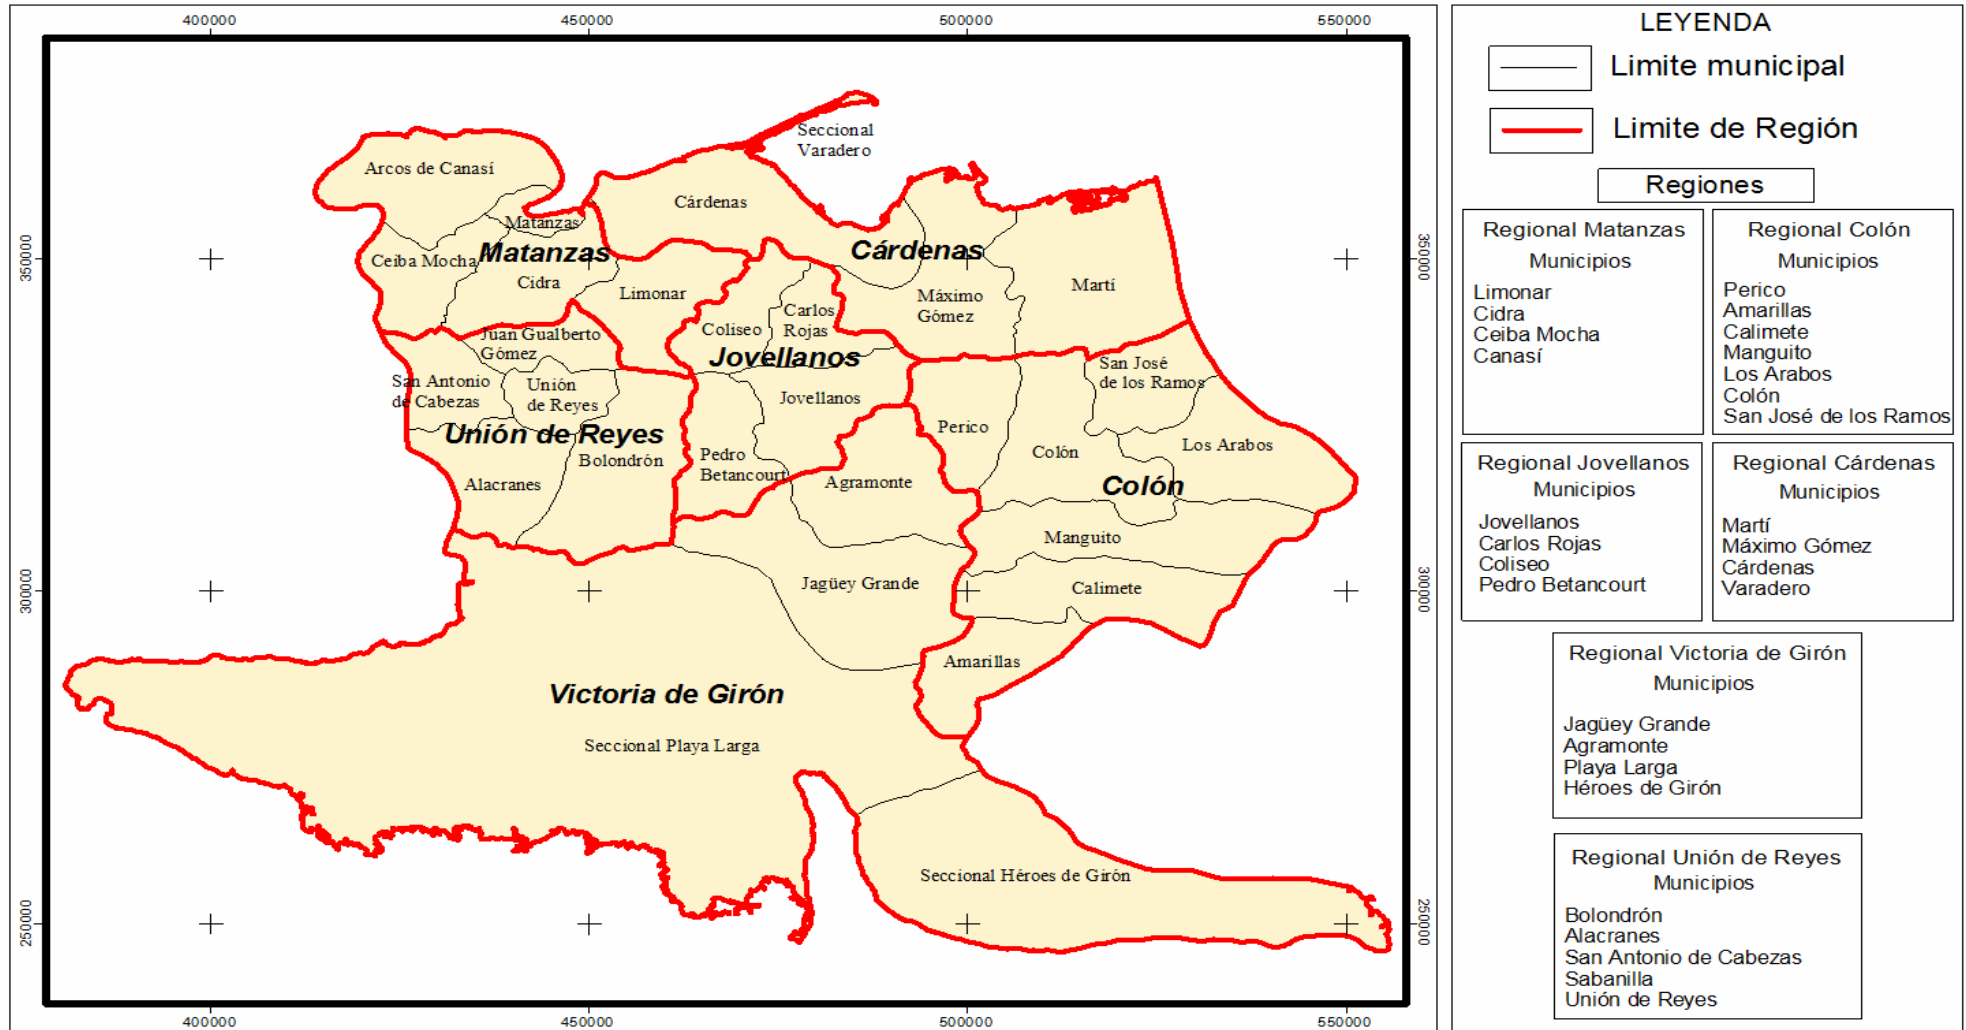 400000
450000
500000
550000
350000
300000
250000
350000
300000
250000
400000
450000
500000
550000
Seccional
Varadero
Arcos de Canasí
Cárdenas
Matanzas
Matanzas
Ceiba Mocha
Cidra
Limonar
Cárdenas
Máximo
Gómez
Martí
Carlos
Rojas
Coliseo
Jovellanos
Juan Gualberto
Gómez
San Antonio
de Cabezas
Unión
de Reyes
Jovellanos
San José
de los Ramos
Perico
Unión de Reyes
Bolondrón
Alacranes
Pedro
Betancourt
Agramonte
Colón
Los Arabos
Colón
Manguito
Jagüey Grande
Calimete
Amarillas
Victoria de Girón
Seccional Playa Larga
Seccional Héroes de Girón
LEYENDA
Limite municipal
Limite de Región
Regiones
Regional Matanzas
Municipios
Limonar
Cidra
Ceiba Mocha
Canasí
Regional Colón
Municipios
Perico
Amarillas
Calimete
Manguito
Los Arabos
Colón
San José de los Ramos
Regional Jovellanos
Municipios
Jovellanos
Carlos Rojas
Coliseo
Pedro Betancourt
Regional Cárdenas
Municipios
Martí
Máximo Gómez
Cárdenas
Varadero
Regional Victoria de Girón
Municipios
Jagüey Grande
Agramonte
Playa Larga
Héroes de Girón
Regional Unión de Reyes
Municipios
Bolondrón
Alacranes
San Antonio de Cabezas
Sabanilla
Unión de Reyes